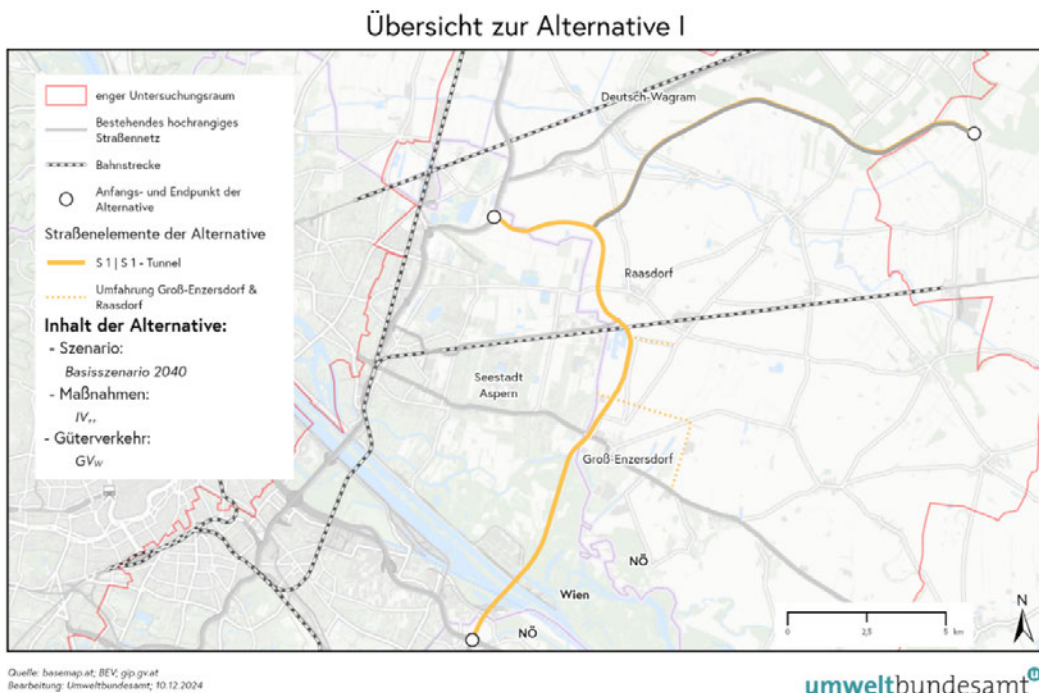 Übersicht zur Alternative I
enger Untersuchungsraum
Bestehendes hochrangiges
Straßennetz
Bahnstrecke
Anfangs- und Endpunkt der
Alternative
Straßenelemente der Alternative
S 1 | S 1 - Tunnel
Umfahrung Groß-Enzersdorf &
Raasdorf
Inhalt der Alternative:
- Szenario:
Basisszenario 2040
- Maßnahmen:
IV,,
- Güterverkehr:
GVw
Deutsch-Wagram
Raasdorf
Seestadt
Aspern
Groß-Enzersdorf
NÖ
Wien
NÖ
N
0 2,5 5 km
Quelle: basemap.at; BEV; gip.gv.at
Bearbeitung: Umweltbundesamt; 10.12.2024
umweltbundesamt
u